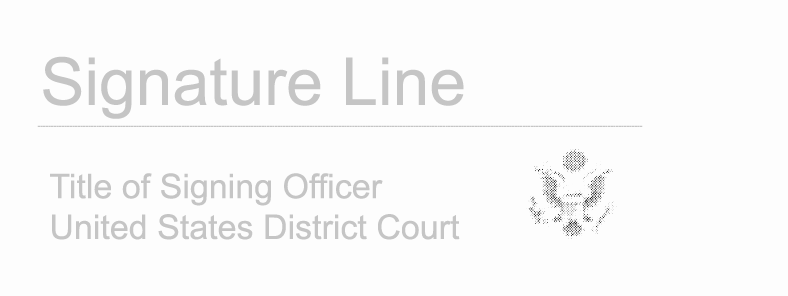 Signature Line
Title of Signing Officer
United States District Court